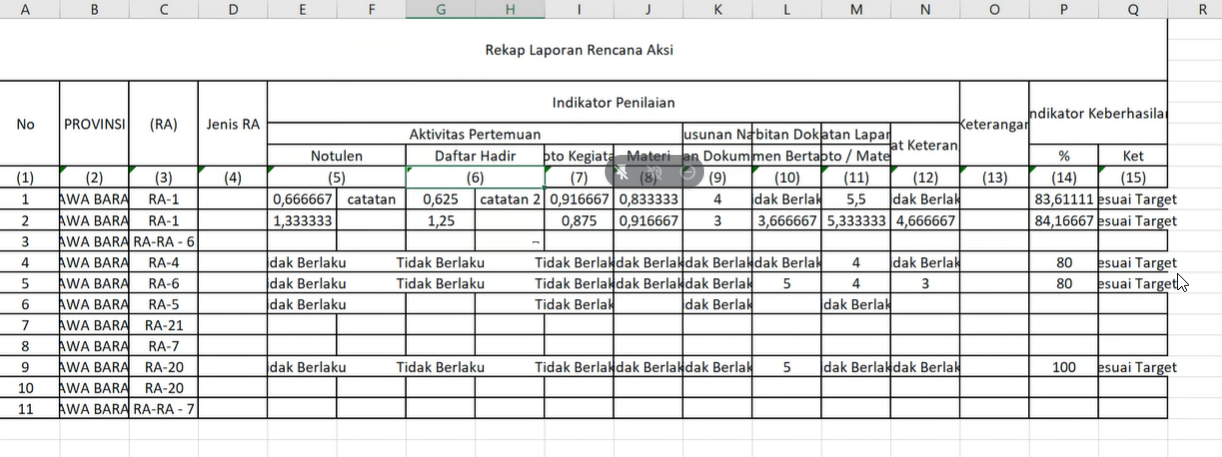 A B C D E F G H I J K L M N O P Q R
Rekap Laporan Rencana Aksi
No PROVINSI (RA) Jenis RA Indikator Penilaian Keterangan ndikator Keberhasilan
Aktivitas Pertemuan usunan Na rbitan Dok atan Lapar at Keteran
Notulen Daftar Hadir oto Kegiata Materi an Dokum men Berta oto / Mate % Ket
(1) (2) (3) (4) (5) (6) (7) (8) (9) (10) (11) (12) (13) (14) (15)
1 AWA BARA RA-1 0,666667 catatan 0,625 catatan 2 0,916667 0,833333 4 dak Berlak 5,5 dak Berlak 83,61111 esuai Target
2 AWA BARA RA-1 1,333333 1,25 0,875 0,916667 3 3,666667 5,333333 4,666667 84,16667 esuai Target
3 AWA BARA RA-RA - 6 ¬
4 AWA BARA RA-4 idak Berlaku Tidak Berlaku Tidak Berlak dak Berlak dak Berlak dak Berlak 4 dak Berlak 80 esuai Target
5 AWA BARA RA-6 idak Berlaku Tidak Berlaku Tidak Berlak dak Berlak dak Berlak 5 4 3 80 esuai Target
6 AWA BARA RA-5 idak Berlaku Tidak Berlak idak Berlak dak Berlak
7 AWA BARA RA-21
8 AWA BARA RA-7
9 AWA BARA RA-20 idak Berlaku Tidak Berlaku Tidak Berlak dak Berlak dak Berlak 5 dak Berlak dak Berlak 100 esuai Target
10 AWA BARA RA-20
11 AWA BARA RA-RA - 7